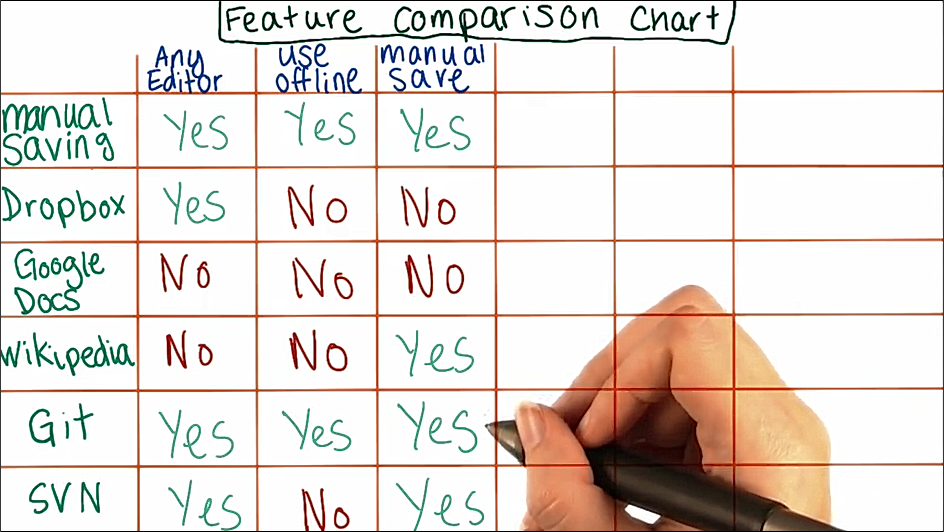 Feature Comparison Chart
Any Editor use offline manual save
manual saving Yes Yes Yes
Dropbox Yes No No
Google Docs No No No
Wikipedia No No Yes
Git Yes Yes Yes
SVN Yes No Yes